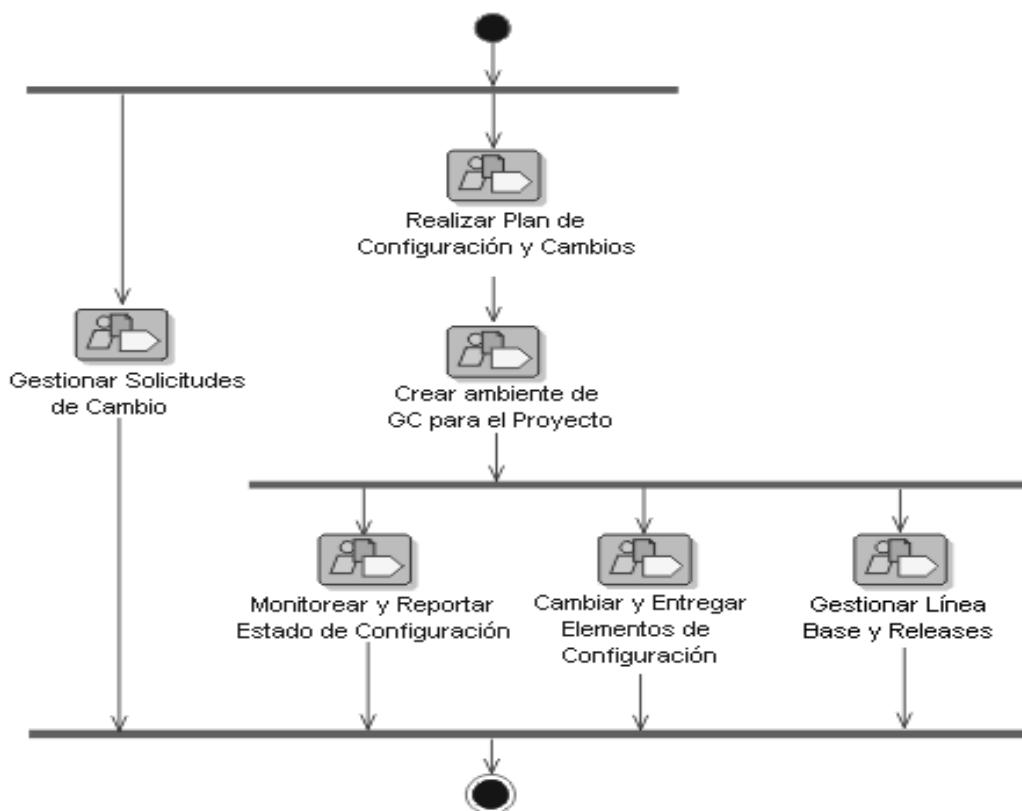 Realizar Plan de
Configuración y Cambios
Gestionar Solicitudes
de Cambio
Crear ambiente de
GC para el Proyecto
Monitorear y Reportar
Estado de Configuración
Cambiar y Entregar
Elementos de
Configuración
Gestionar Línea
Base y Releases